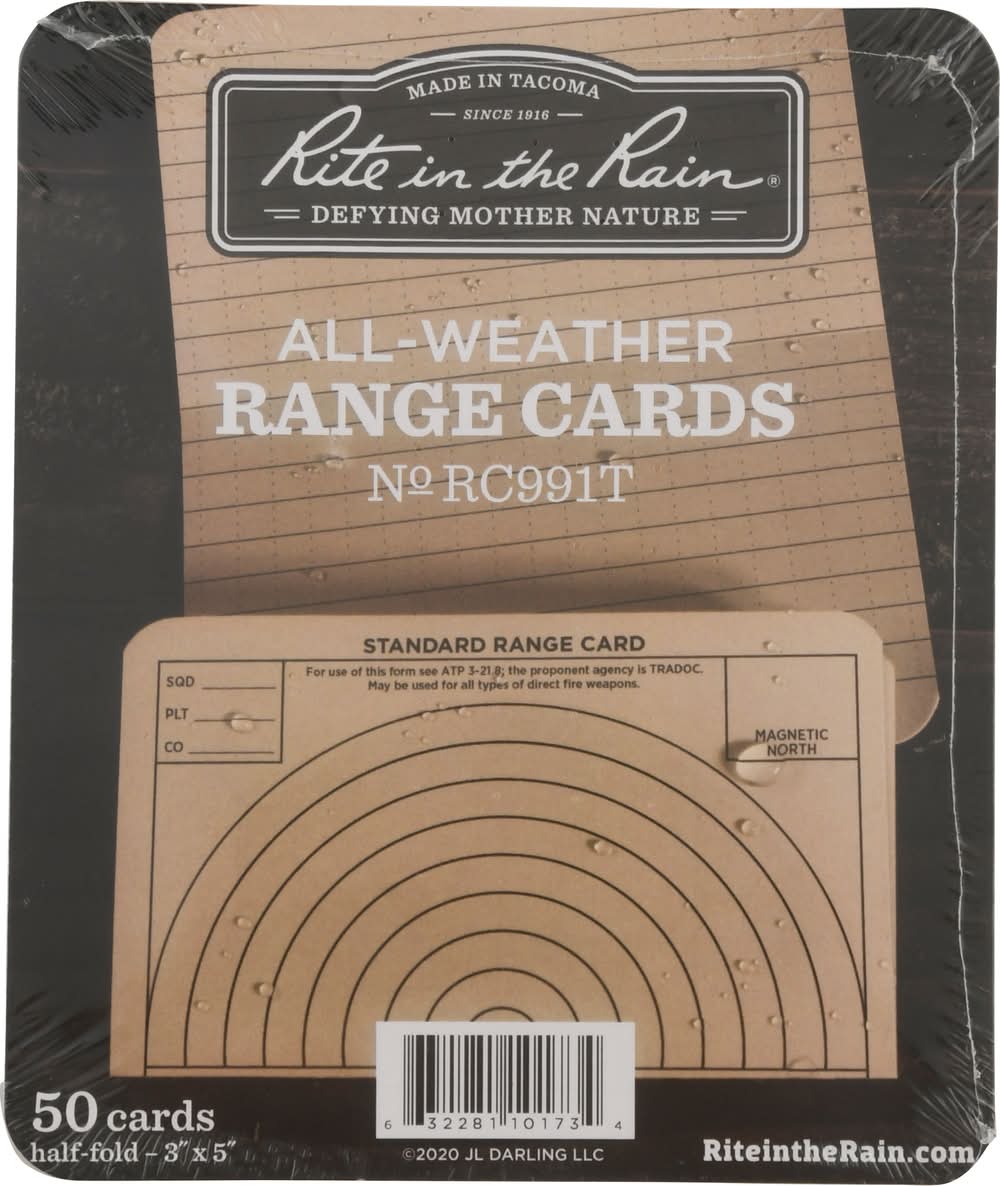 MADE IN TACOMA
SINCE 1916
Rite in the Rain®
DEFYING MOTHER NATURE
ALL-WEATHER
RANGE CARDS
Nº RC991T
STANDARD RANGE CARD
For use of this form see ATP 3-21.8; the proponent agency is TRADOC.
May be used for all types of direct fire weapons.
SQD
PLT
CO
MAGNETIC
NORTH
50 cards
half-fold – 3" x 5"
6 32281 10173 4
©2020 JL DARLING LLC
RiteintheRain.com